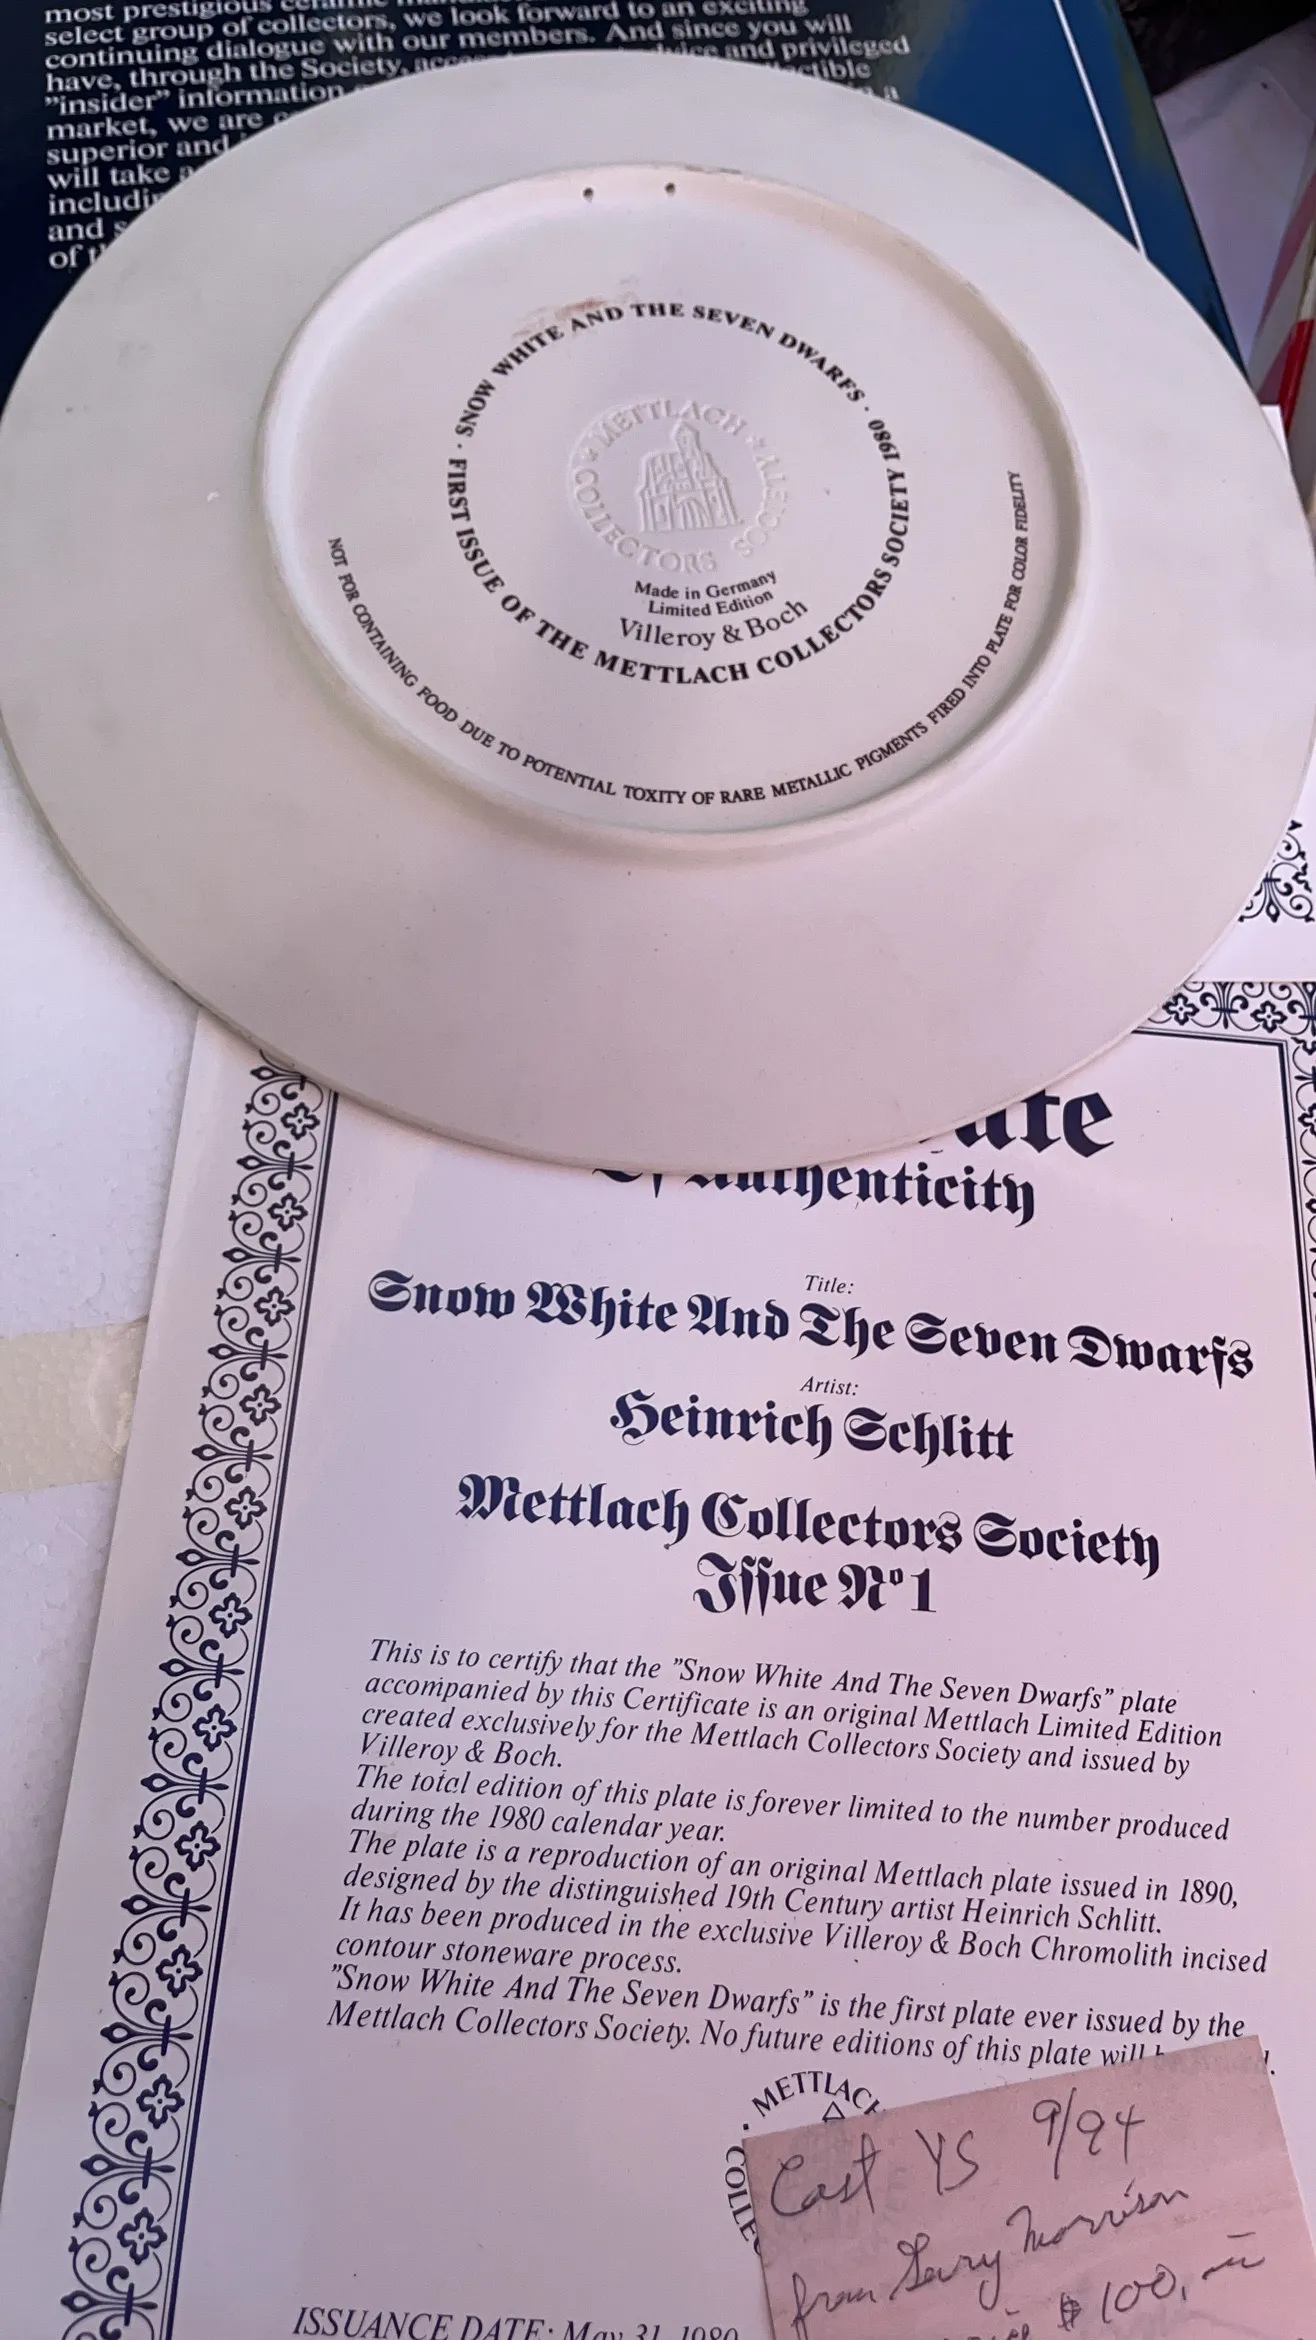 most prestigious
select group of collectors, we look forward to an exciting
continuing dialogue with our members. And since you will
have, through the Society, and privileged
"insider" information
market, we are
superior and
will take
and
of
SNOW WHITE AND THE SEVEN DWARFS ·
FIRST ISSUE OF THE METTLACH COLLECTORS SOCIETY 1980 ·
METTLACH
COLLECTORS SOCIETY
Made in Germany
Limited Edition
Villeroy & Boch
NOT FOR CONTAINING FOOD DUE TO POTENTIAL TOXITY OF RARE METALLIC PIGMENTS FIRED INTO PLATE FOR COLOR FIDELITY
Authenticity
Title:
Snow White And The Seven Dwarfs
Artist:
Heinrich Schlitt
Mettlach Collectors Society
Issue Nº 1
This is to certify that the "Snow White And The Seven Dwarfs" plate
accompanied by this Certificate is an original Mettlach Limited Edition
created exclusively for the Mettlach Collectors Society and issued by
Villeroy & Boch.
The total edition of this plate is forever limited to the number produced
during the 1980 calendar year.
The plate is a reproduction of an original Mettlach plate issued in 1890,
designed by the distinguished 19th Century artist Heinrich Schlitt.
It has been produced in the exclusive Villeroy & Boch Chromolith incised
contour stoneware process.
"Snow White And The Seven Dwarfs" is the first plate ever issued by the
Mettlach Collectors Society. No future editions of this plate will
METTLACH
Cost YS 9/94
from Gary Morrison
$100.
ISSUANCE DATE: May 31, 1980